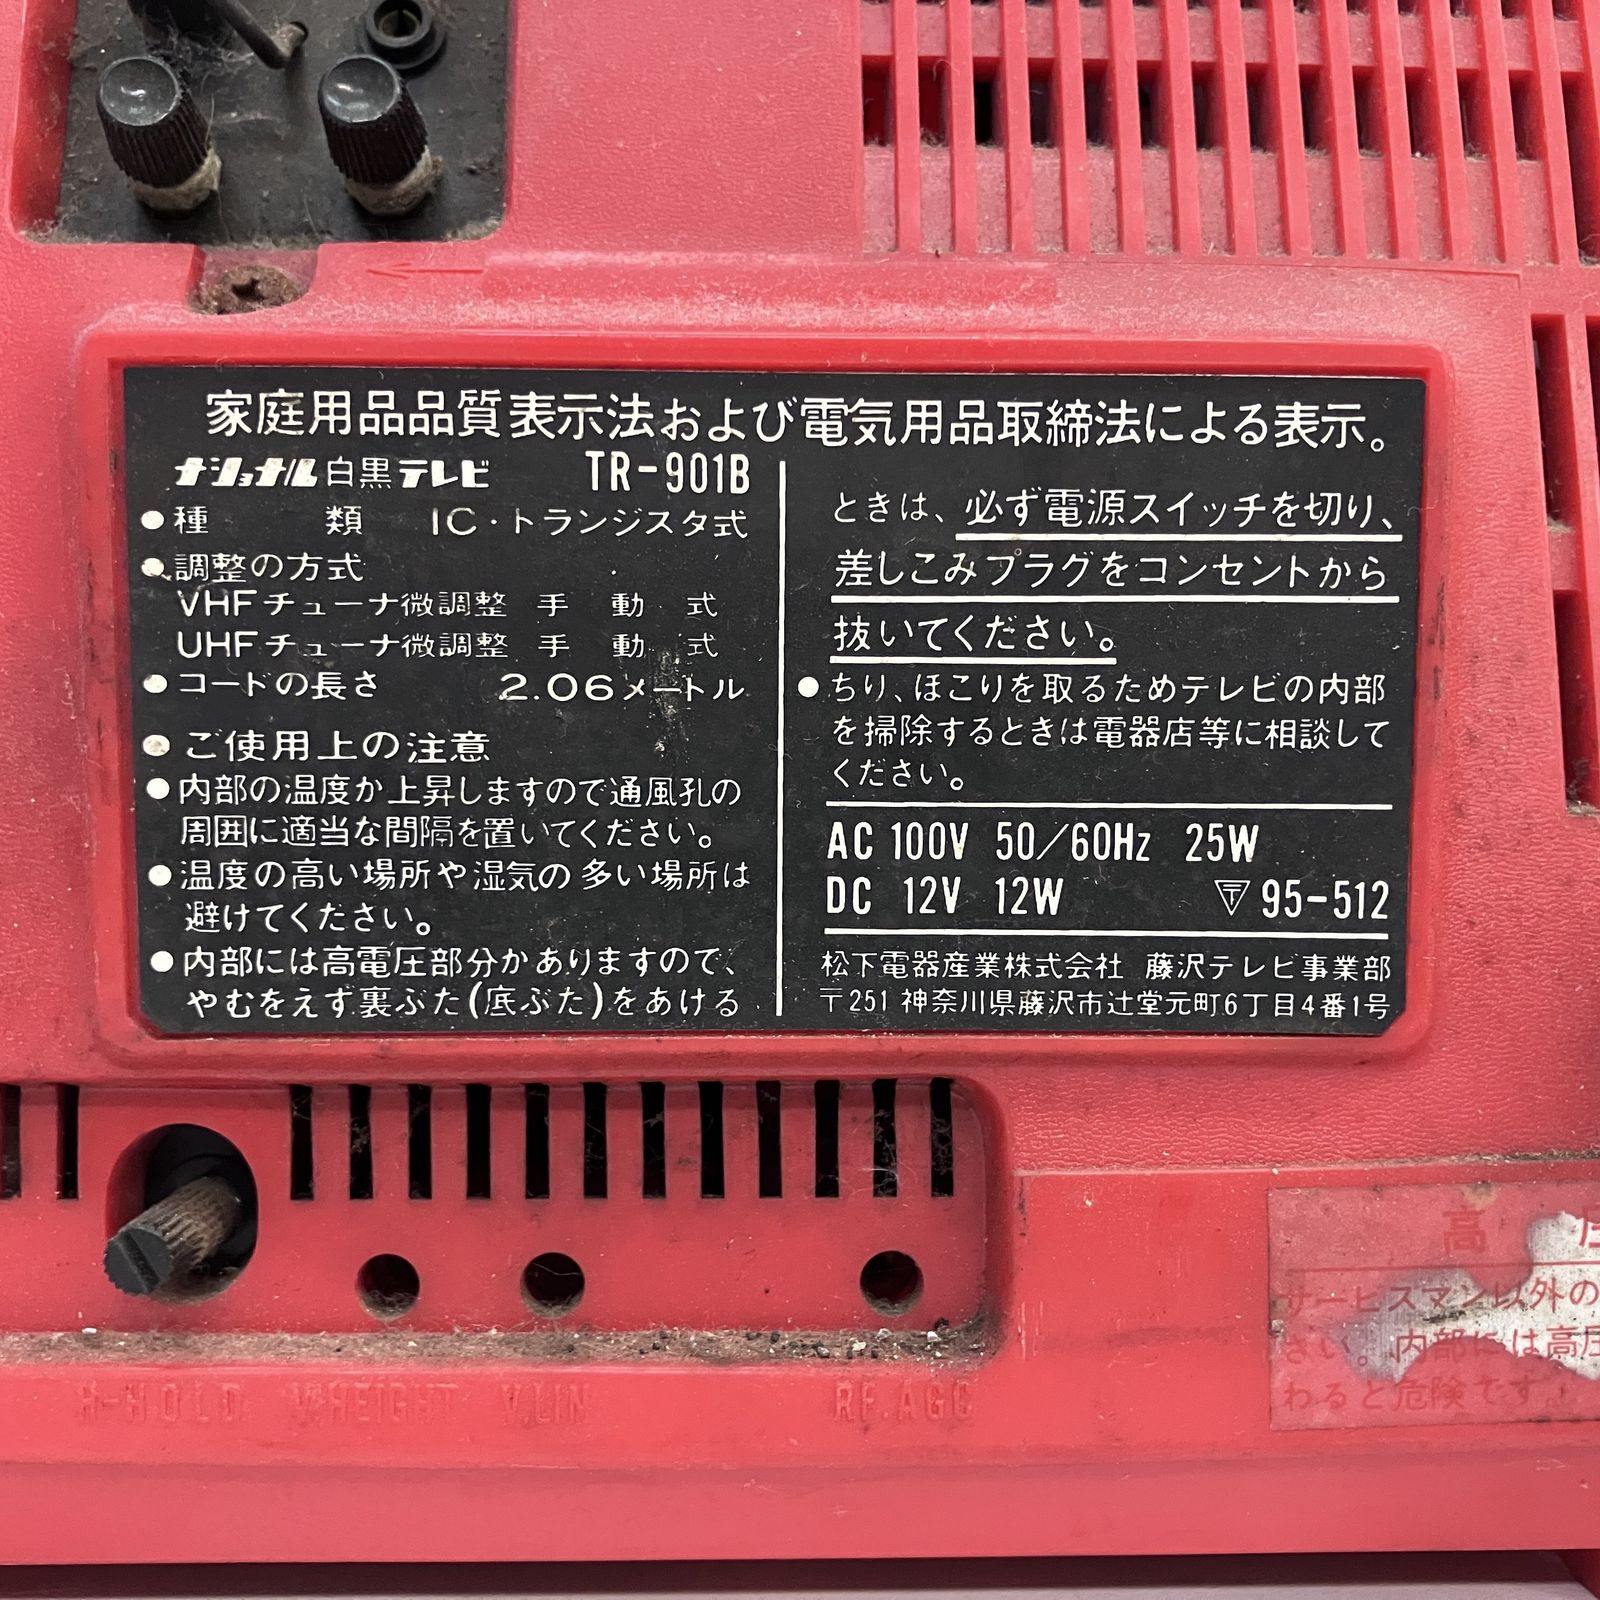 家庭用品品質表示法および電気用品取締法による表示。
ナショナル白黒テレビ TR-901B
●種 類 IC・トランジスタ式
●調整の方式
VHFチューナ微調整 手動式
UHFチューナ微調整 手動式
●コードの長さ 2.06メートル
●ご使用上の注意
●内部の温度が上昇しますので通風孔の
周囲に適当な間隔を置いてください。
●温度の高い場所や湿気の多い場所は
避けてください。
●内部には高電圧部分がありますので、
やむをえず裏ぶた(底ぶた)をあける
ときは、必ず電源スイッチを切り、
差しこみプラグをコンセントから
抜いてください。
●ちり、ほこりを取るためテレビの内部
を掃除するときは電器店等に相談して
ください。
AC 100V 50/60Hz 25W
DC 12V 12W 〒95-512
松下電器産業株式会社 藤沢テレビ事業部
〒251 神奈川県藤沢市辻堂元町6丁目4番1号
H-HOLD V.HEIGHT V.LIN RF.AGC
高 圧
サービスマン以外の
さい。内部には高圧
わると危険です。